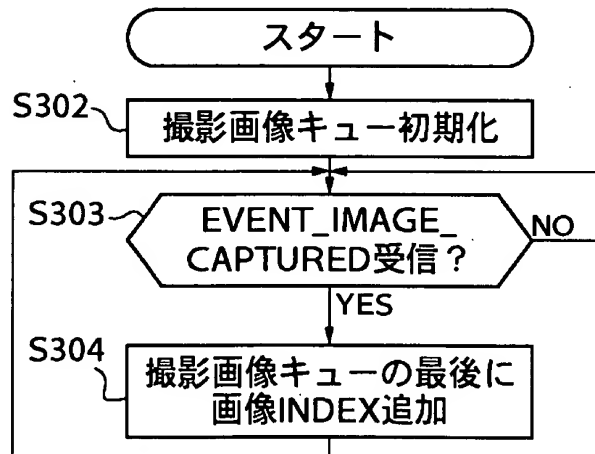 スタート
S302
撮影画像キュー初期化
S303
EVENT_IMAGE_
CAPTURED受信?
NO
YES
S304
撮影画像キューの最後に
画像INDEX追加